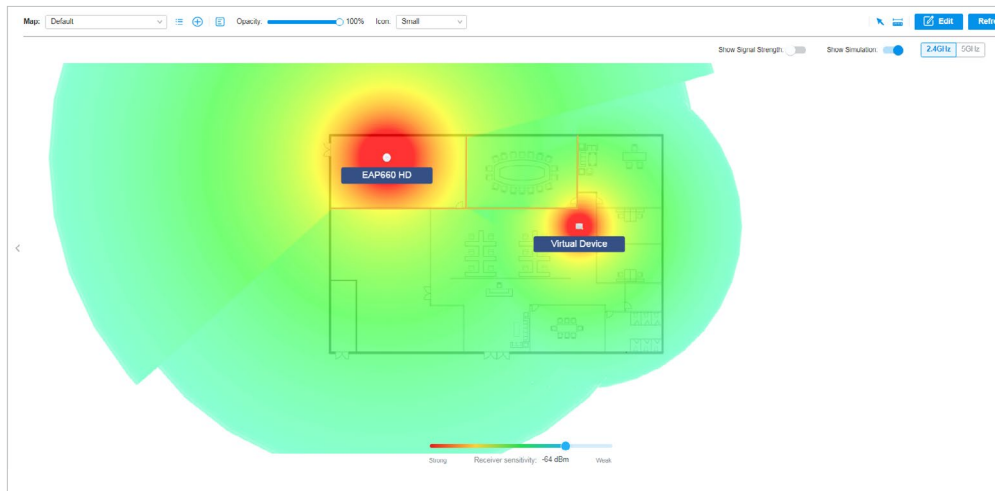 Map: Default Opacity: 100% Icon: Small Edit Refr
Show Signal Strength: Show Simulation: 2.4GHz 5GHz
EAP660 HD
Virtual Device
Strong Receiver sensitivity: -64 dBm Weak